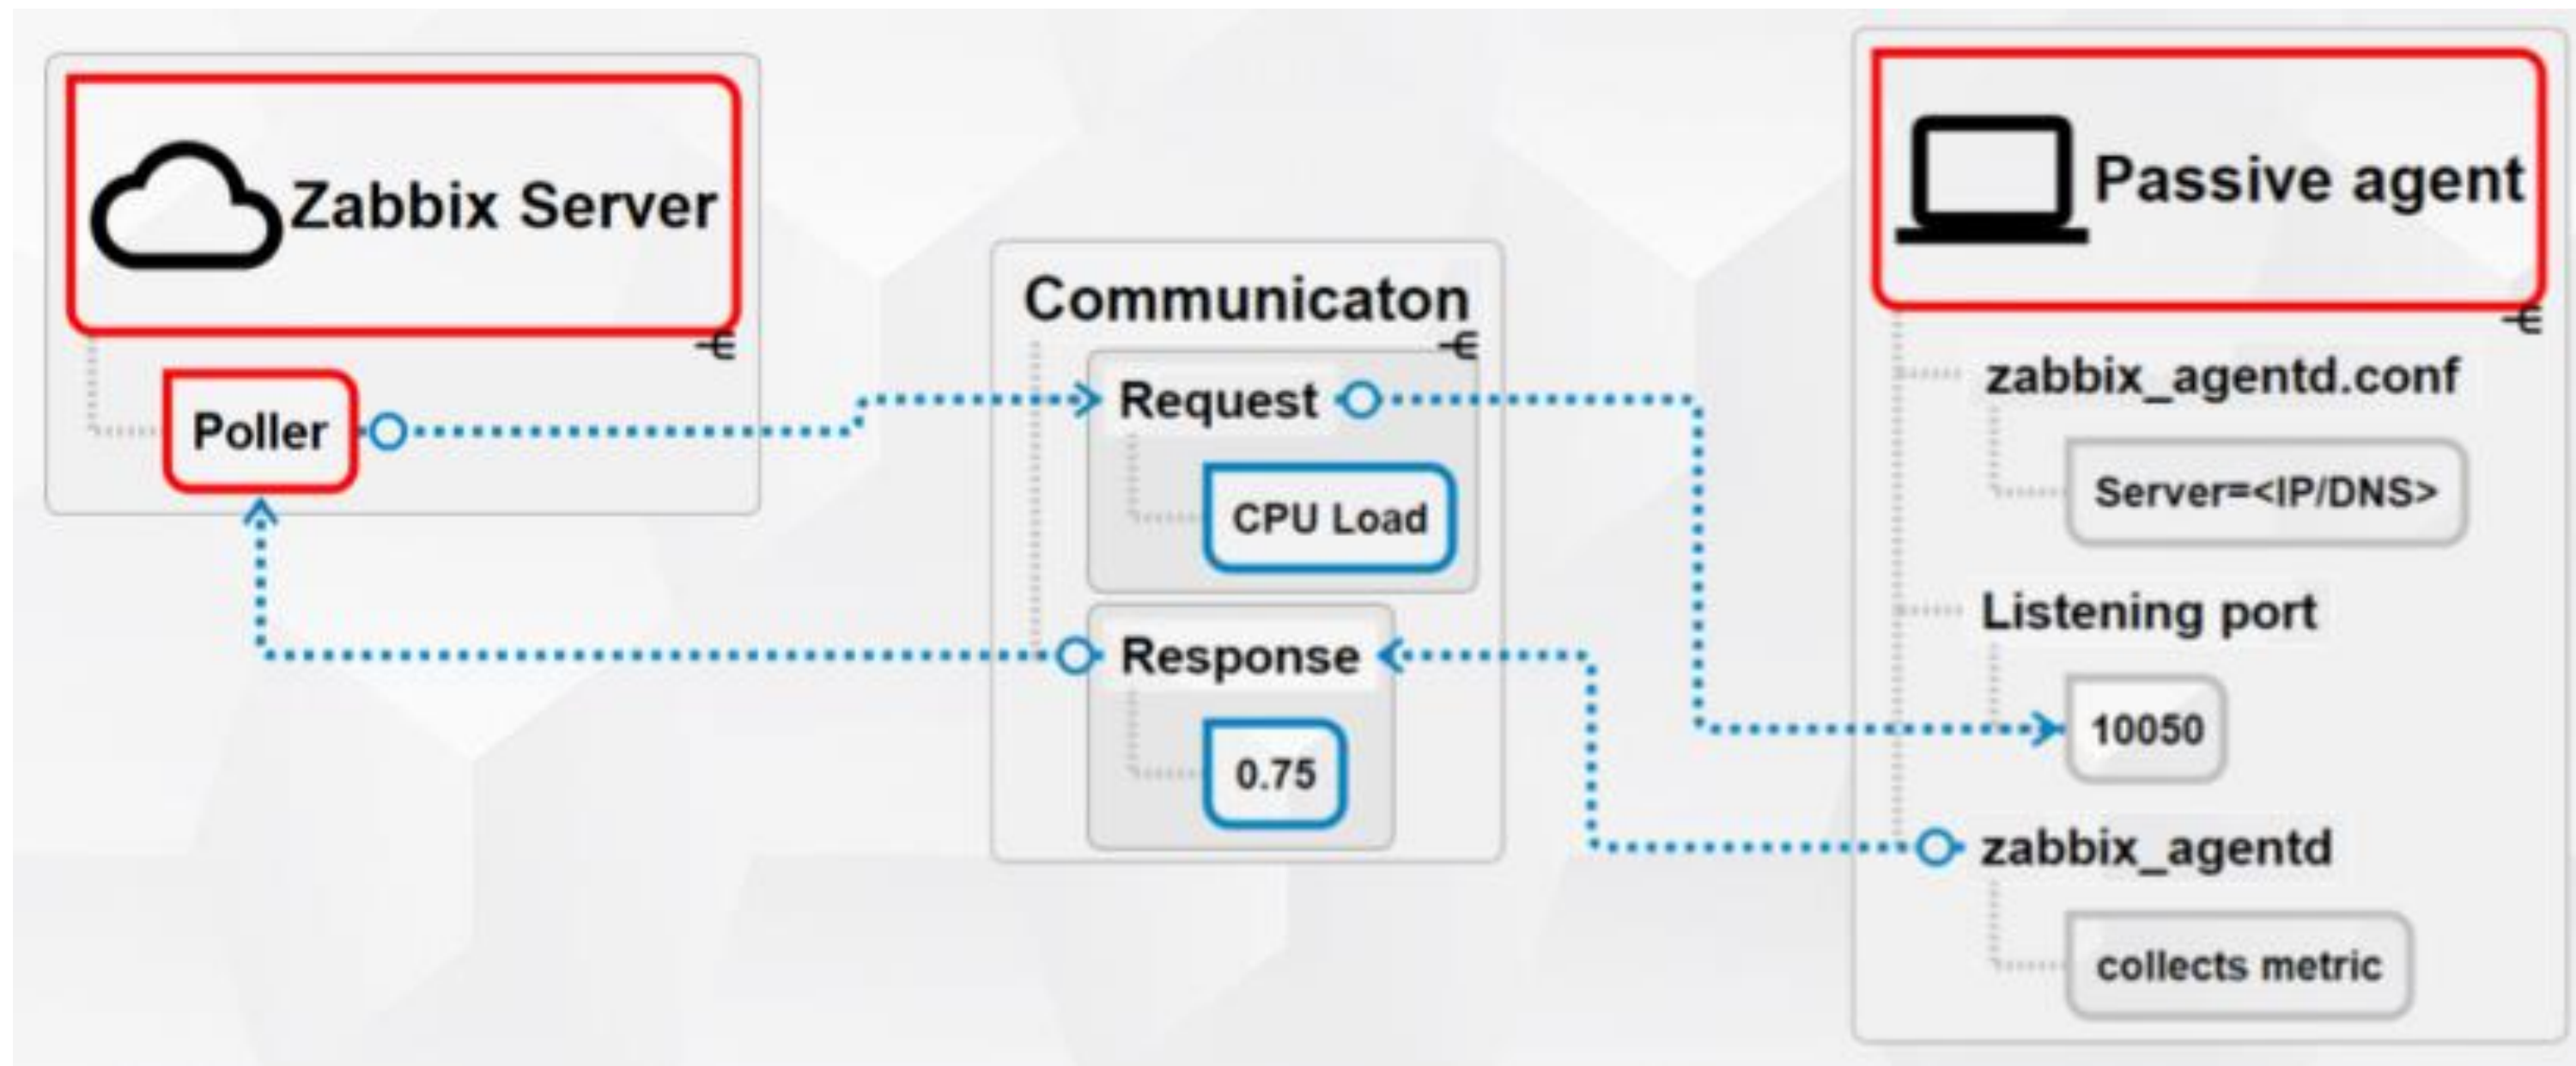 Zabbix Server
Poller
Communicaton
Request
CPU Load
Response
0.75
Passive agent
zabbix_agentd.conf
Server=<IP/DNS>
Listening port
10050
zabbix_agentd
collects metric